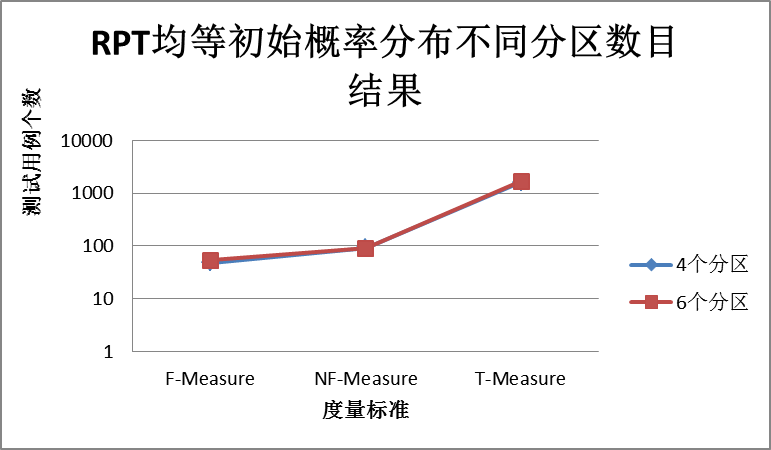 RPT均等初始概率分布不同分区数目
结果
测试用例个数
10000
1000
100
10
1
F-Measure
NF-Measure
T-Measure
度量标准
4个分区
6个分区